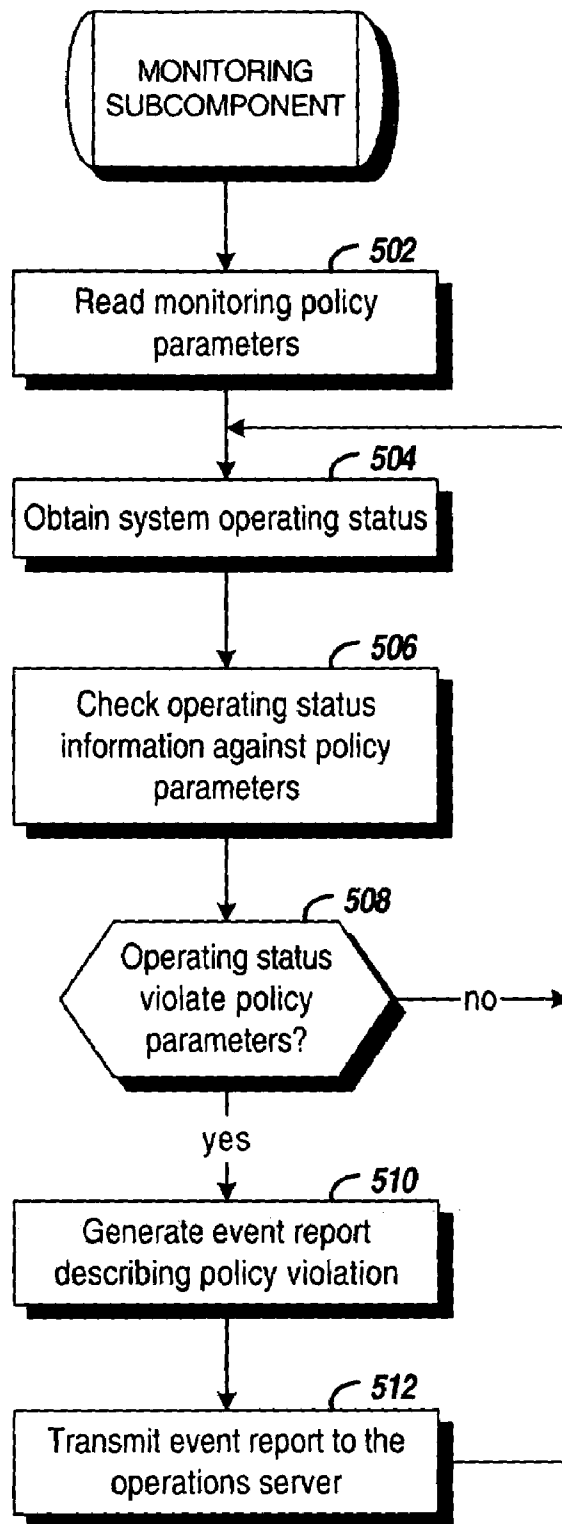 MONITORING
SUBCOMPONENT
502
Read monitoring policy
parameters
504
Obtain system operating status
506
Check operating status
information against policy
parameters
508
Operating status
violate policy
parameters?
no
yes
510
Generate event report
describing policy violation
512
Transmit event report to the
operations server